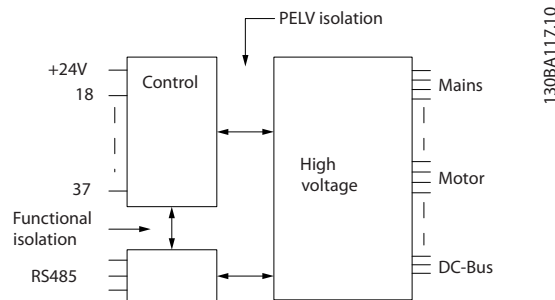 PELV isolation
130BA117.10
+24V
Control
Mains
18
High
voltage
Motor
37
Functional
isolation
RS485
DC-Bus